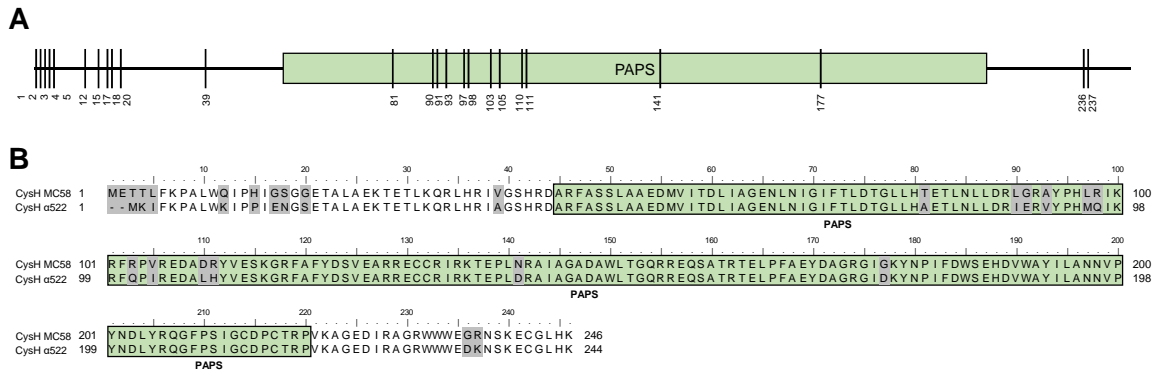 A
PAPS
1 2 3 4 5 12 15 17 18 20 39 81 90 91 93 97 98 103 105 110 111 141 177 236 237
B
10 20 30 40 50 60 70 80 90 100
CysH MC58 1 METTLFKPALWQIPHIGSGGETALAEKTETLKQRLHRIVGSHRDARFASSLAAEDMVITDLIAGENLNIGIFTLDTGLLHTETLNLLDRLGRAYPHLRIK 100
CysH α522 1 --MKIFKPALWKIPPIENGGETALAEKTETLKQRLHRIAGSHRDARFASSLAAEDMVITDLIAGENLNIGIFTLDTGLLHAETLNLLDRIERVYPHMQIK 98
PAPS
110 120 130 140 150 160 170 180 190 200
CysH MC58 101 RFRPVREDADRYVESKGRFAFYDSVEARRECCRIRKTEPLNRAIAGADAWLTGQRREQSATRTELPFAEYDAGRGIGKYNPIFDWSEHDVWAYILANNVP 200
CysH α522 99 RFQPIREDALHYVESKGRFAFYDSVEARRECCRIRKTEPLDRAIAGADAWLTGQRREQSATRTELPFAEYDAGRGIDKYNPIFDWSEHDVWAYILANNVP 198
PAPS
210 220 230 240
CysH MC58 201 YNDLYRQGFPSIGCDPCTRPVKAGEDIRAGRWWWEGRNSKECGLHK 246
CysH α522 199 YNDLYRQGFPSIGCDPCTRPVKAGEDIRAGRWWWEDKNSKECGLHK 244
PAPS